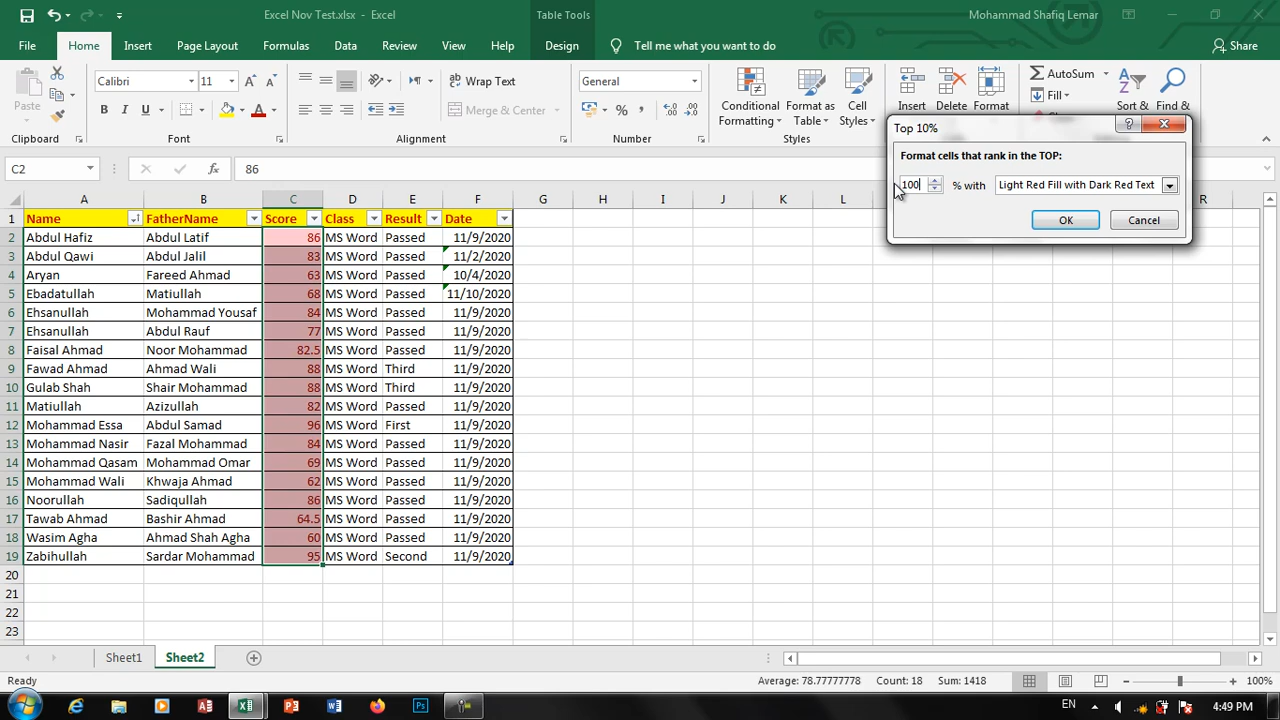 Excel Nov Test.xlsx - Excel
Table Tools
Mohammad Shafiq Lemar
File Home Insert Page Layout Formulas Data Review View Help Design Tell me what you want to do Share
Paste
Calibri 11
B I U
A A
Wrap Text
Merge & Center
General
% ,
Conditional Formatting
Format as Table
Cell Styles
Insert
Delete
Format
AutoSum
Fill
Sort &
Find &
Clipboard Font Alignment Number Styles
C2 fx 86
Top 10%
Format cells that rank in the TOP:
100 % with Light Red Fill with Dark Red Text
OK Cancel
A B C D E F G H I J K L R
1 Name FatherName Score Class Result Date
2 Abdul Hafiz Abdul Latif 86 MS Word Passed 11/9/2020
3 Abdul Qawi Abdul Jalil 83 MS Word Passed 11/2/2020
4 Aryan Fareed Ahmad 63 MS Word Passed 10/4/2020
5 Ebadatullah Matiullah 68 MS Word Passed 11/10/2020
6 Ehsanullah Mohammad Yousaf 84 MS Word Passed 11/9/2020
7 Ehsanullah Abdul Rauf 77 MS Word Passed 11/9/2020
8 Faisal Ahmad Noor Mohammad 82.5 MS Word Passed 11/9/2020
9 Fawad Ahmad Ahmad Wali 88 MS Word Third 11/9/2020
10 Gulab Shah Shair Mohammad 88 MS Word Third 11/9/2020
11 Matiullah Azizullah 82 MS Word Passed 11/9/2020
12 Mohammad Essa Abdul Samad 96 MS Word First 11/9/2020
13 Mohammad Nasir Fazal Mohammad 84 MS Word Passed 11/9/2020
14 Mohammad Qasam Mohammad Omar 69 MS Word Passed 11/9/2020
15 Mohammad Wali Khwaja Ahmad 62 MS Word Passed 11/9/2020
16 Noorullah Sadiqullah 86 MS Word Passed 11/9/2020
17 Tawab Ahmad Bashir Ahmad 64.5 MS Word Passed 11/9/2020
18 Wasim Agha Ahmad Shah Agha 60 MS Word Passed 11/9/2020
19 Zabihullah Sardar Mohammad 95 MS Word Second 11/9/2020
20
21
22
23
Sheet1 Sheet2
Ready Average: 78.77777778 Count: 18 Sum: 1418 100%
EN 4:49 PM